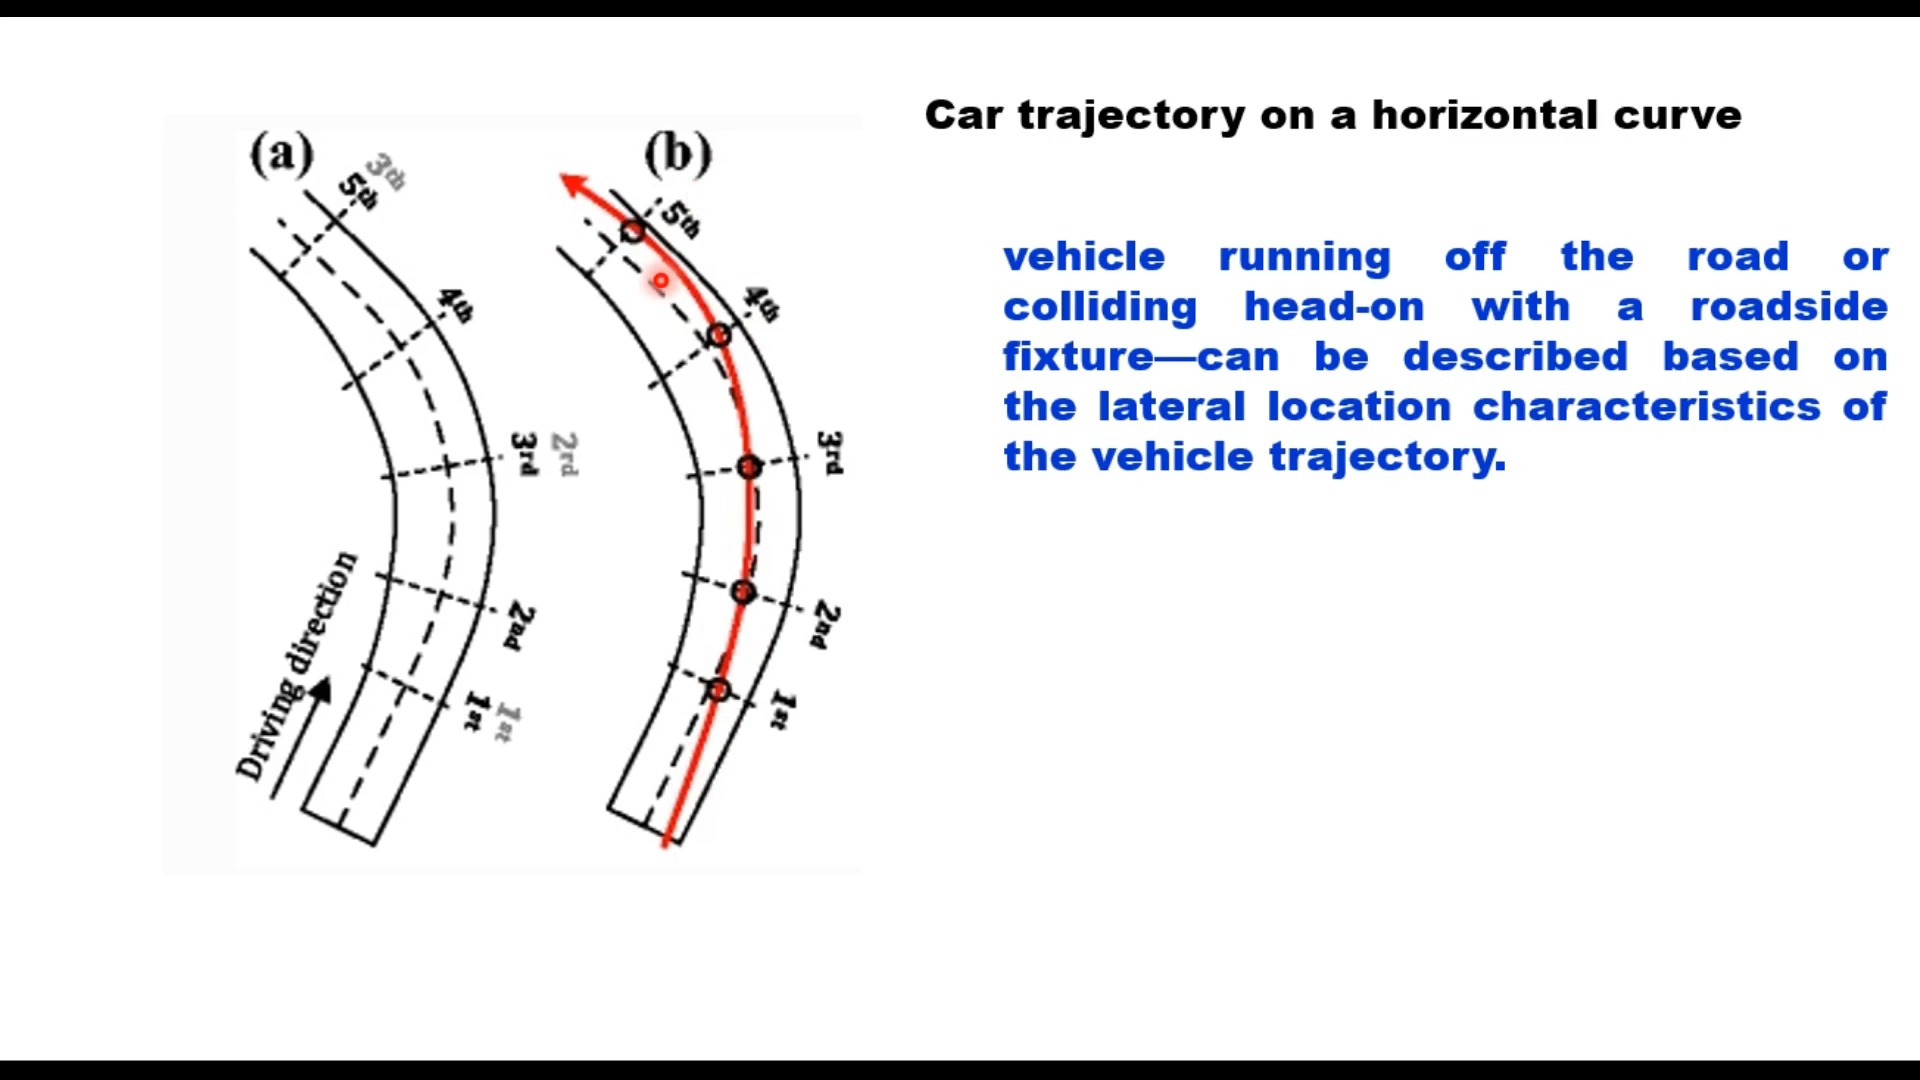 Car trajectory on a horizontal curve
(a)
(b)
3th
5th
5th
4th
4th
3rd
2rd
3rd
2nd
2nd
1st
1st
1st
Driving direction
vehicle running off the road or
colliding head-on with a roadside
fixture—can be described based on
the lateral location characteristics of
the vehicle trajectory.